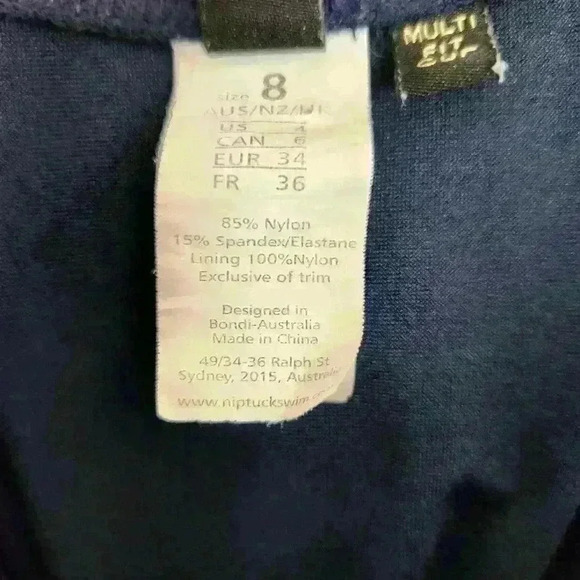 MULTI
FIT
size 8
AUS/NZ/UK
US 4
CAN 6
EUR 34
FR 36
85% Nylon
15% Spandex/Elastane
Lining 100%Nylon
Exclusive of trim
Designed in
Bondi-Australia
Made in China
49/34-36 Ralph St
Sydney, 2015, Australia
www.niptuckswim